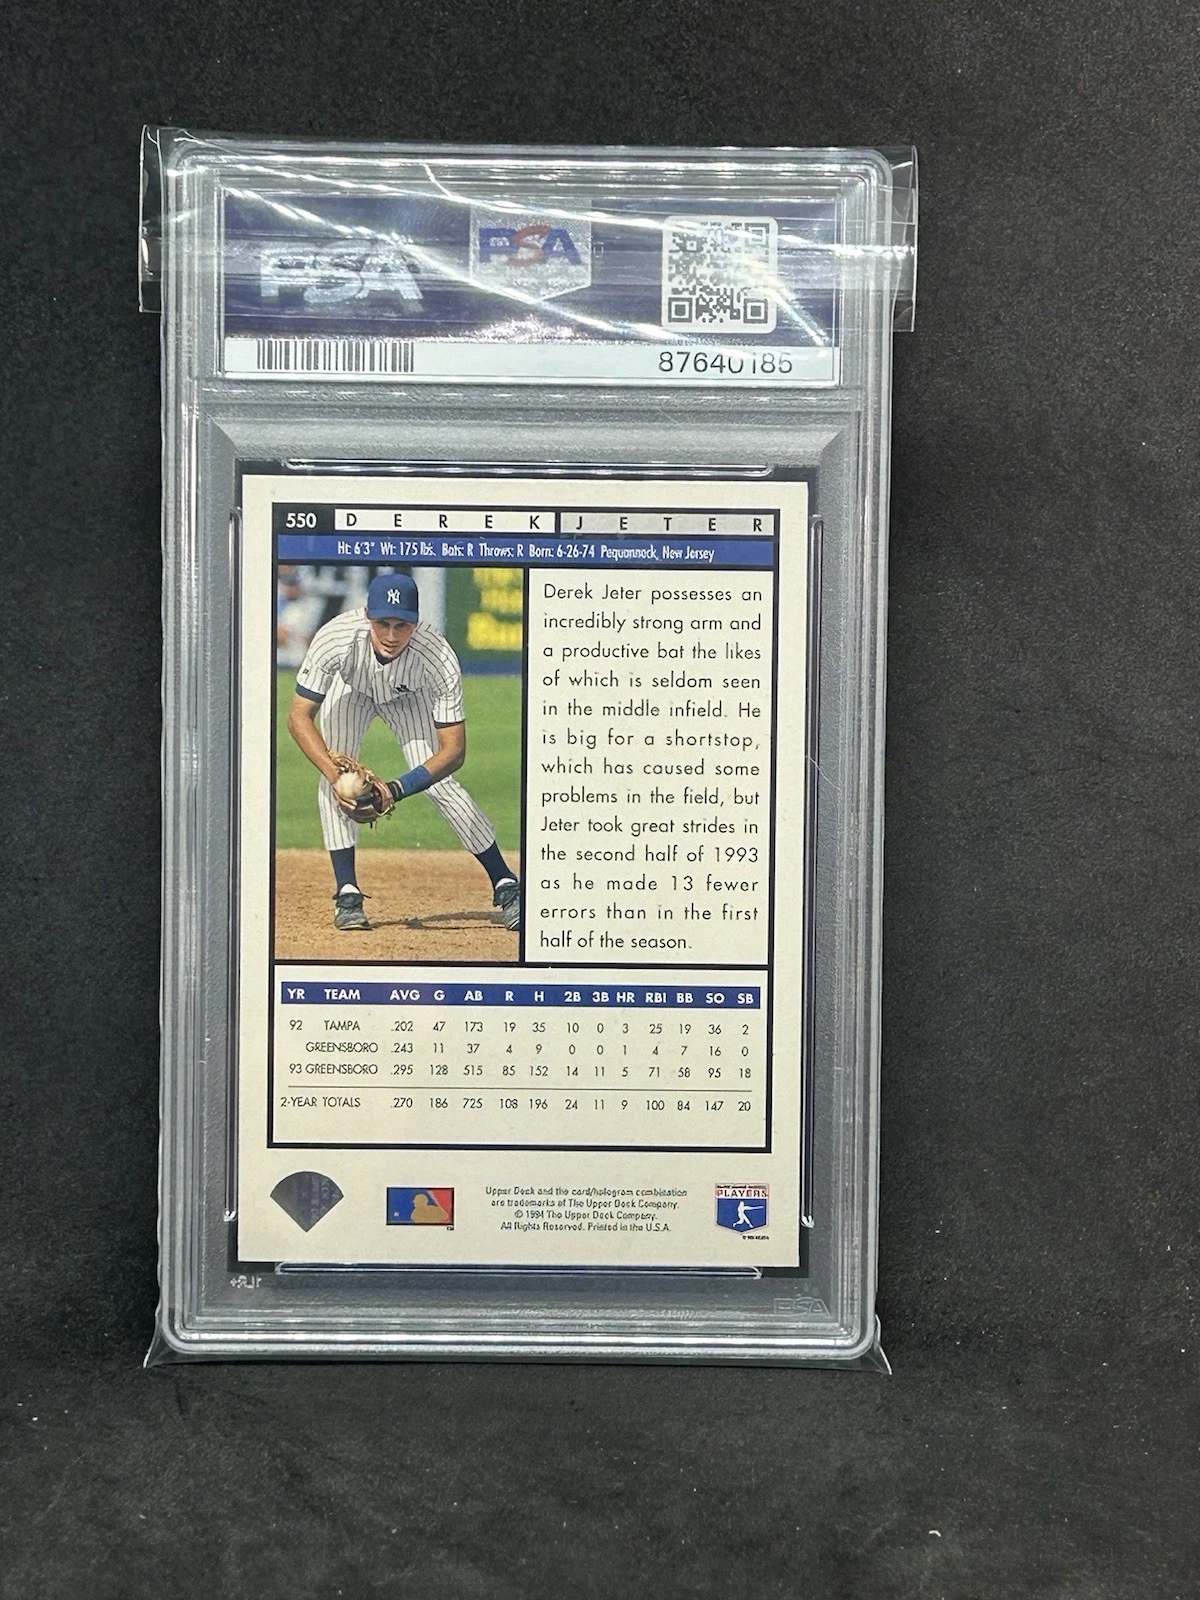 PSA
PSA
87640185
550 DEREK JETER
Ht: 6'3" Wt: 175 lbs. Bats: R Throws: R Born: 6-26-74 Pequannock, New Jersey
NY
Derek Jeter possesses an
incredibly strong arm and
a productive bat the likes
of which is seldom seen
in the middle infield. He
is big for a shortstop,
which has caused some
problems in the field, but
Jeter took great strides in
the second half of 1993
as he made 13 fewer
errors than in the first
half of the season.
YR TEAM AVG G AB R H 2B 3B HR RBI BB SO SB
92 TAMPA .202 47 173 19 35 10 0 3 25 19 36 2
GREENSBORO .243 11 37 4 9 0 0 1 4 7 16 0
93 GREENSBORO .295 128 515 85 152 14 11 5 71 58 95 18
2-YEAR TOTALS .270 186 725 108 196 24 11 9 100 84 147 20
Upper Deck and the card/hologram combination
are trademarks of The Upper Deck Company.
© 1994 The Upper Deck Company.
All Rights Reserved. Printed in the U.S.A.
PLAYERS
PSA